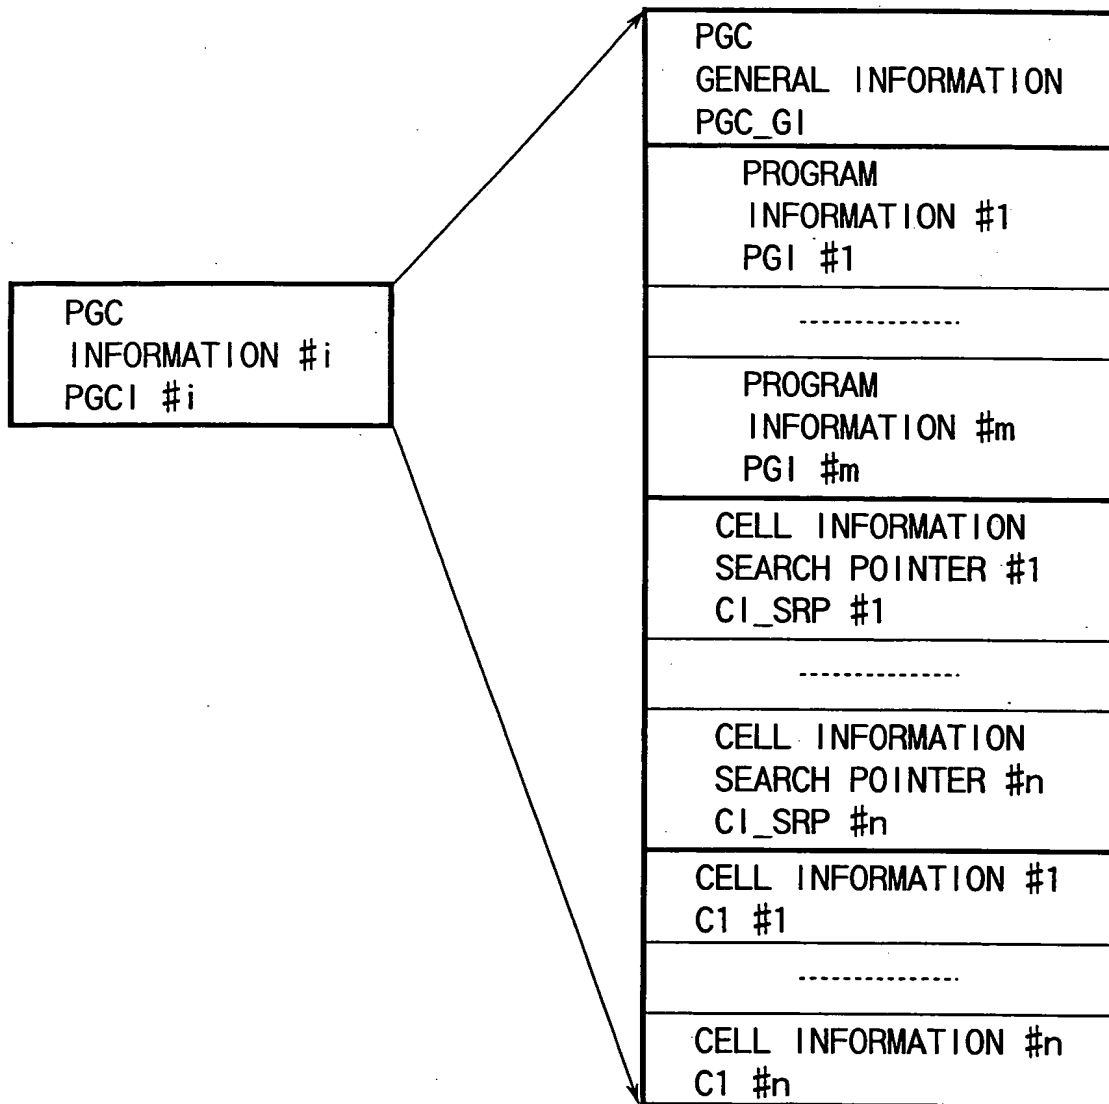 PGC
INFORMATION #i
PGCI #i
PGC
GENERAL INFORMATION
PGC_GI
PROGRAM
INFORMATION #1
PGI #1
PROGRAM
INFORMATION #m
PGI #m
CELL INFORMATION
SEARCH POINTER #1
CI_SRP #1
CELL INFORMATION
SEARCH POINTER #n
CI_SRP #n
CELL INFORMATION #1
C1 #1
CELL INFORMATION #n
C1 #n